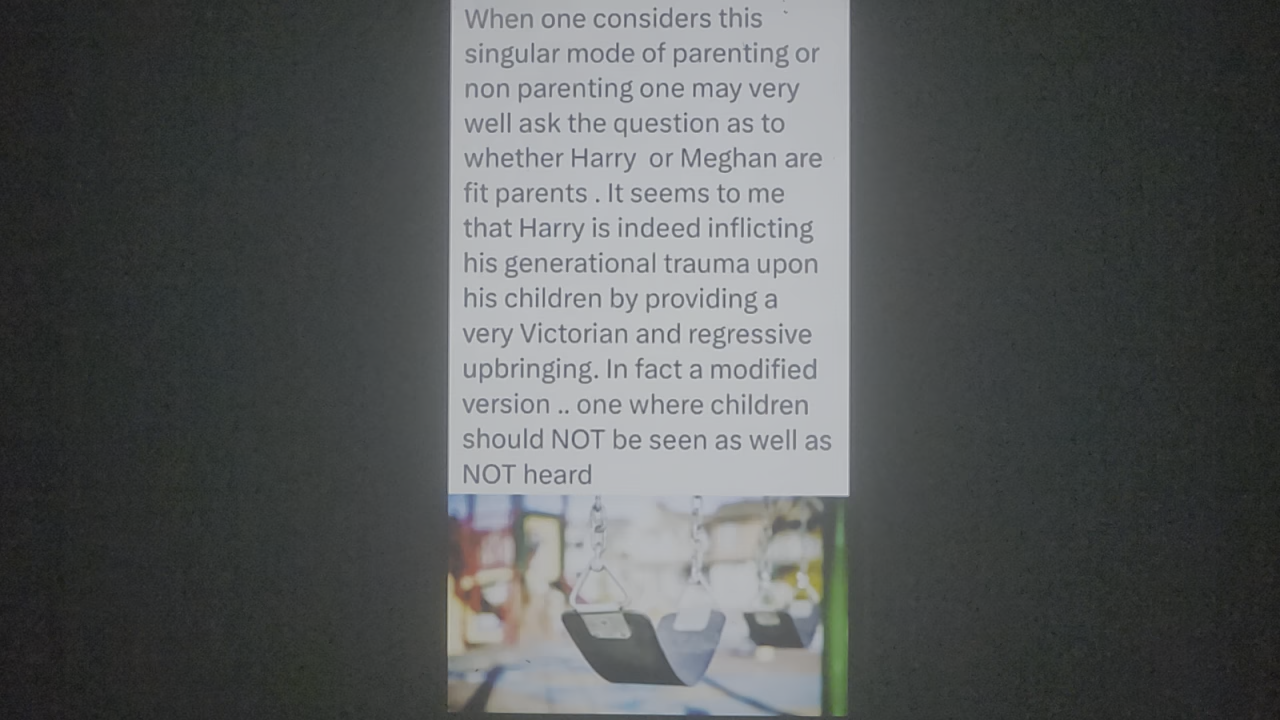 When one considers this
singular mode of parenting or
non parenting one may very
well ask the question as to
whether Harry  or Meghan are
fit parents . It seems to me
that Harry is indeed inflicting
his generational trauma upon
his children by providing a
very Victorian and regressive
upbringing. In fact a modified
version .. one where children
should NOT be seen as well as
NOT heard